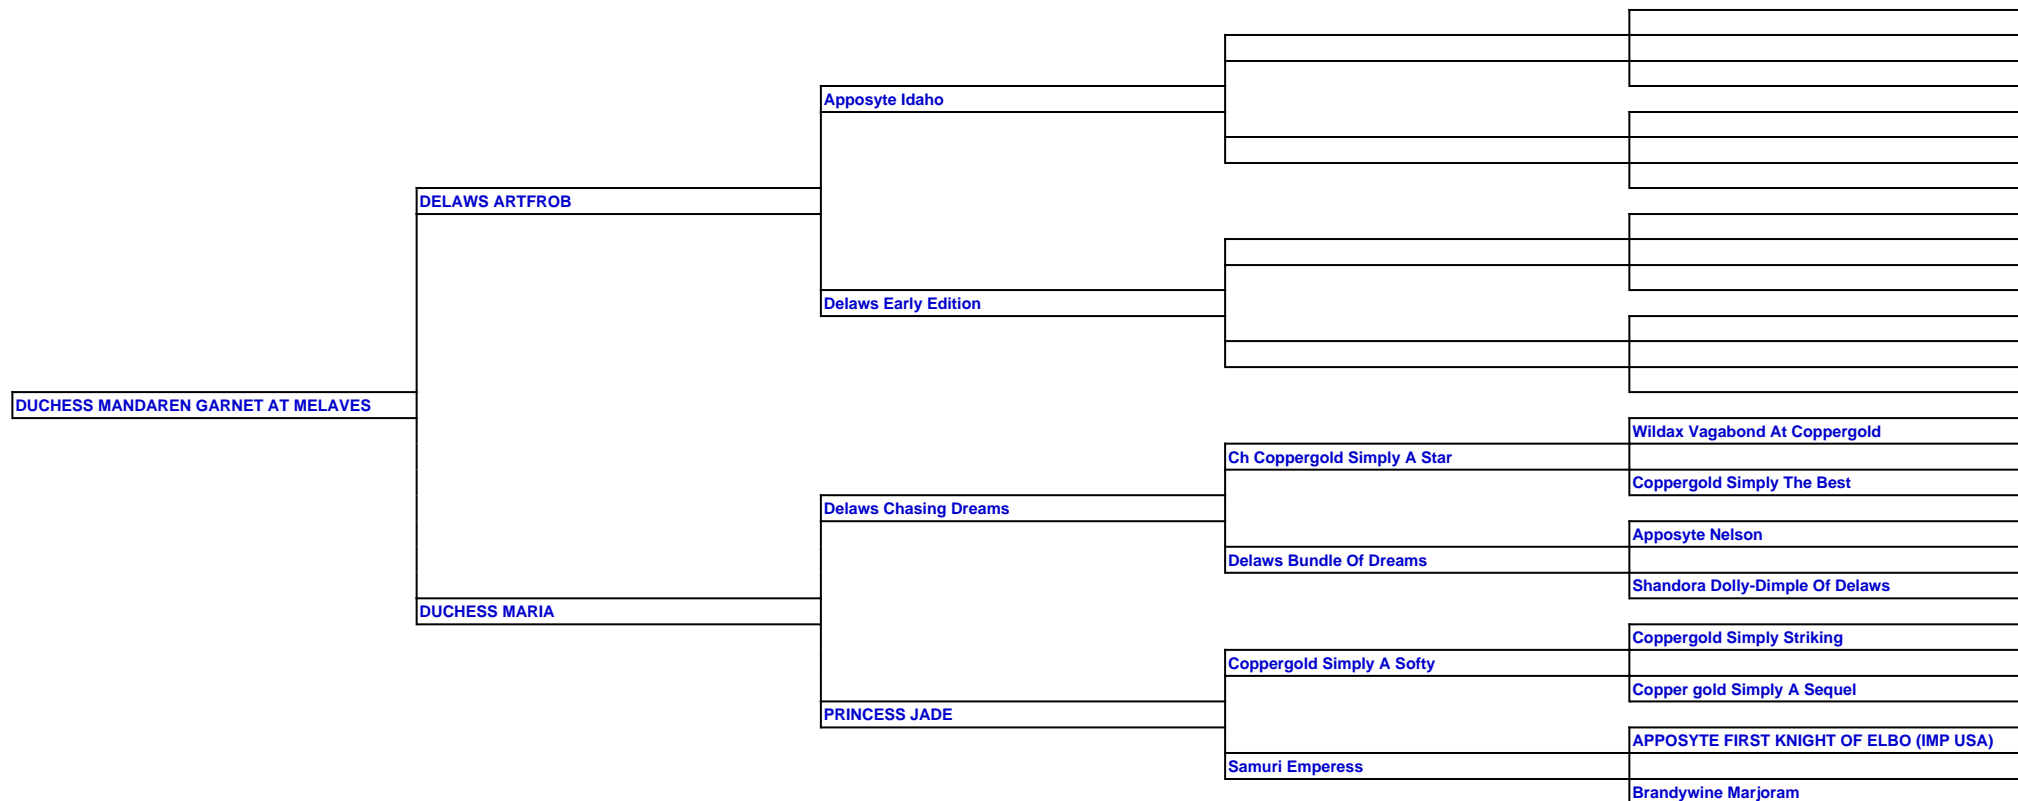 Apposyte Idaho
DELAWS ARTFROB
Delaws Early Edition
DUCHESS MANDAREN GARNET AT MELAVES
Wildax Vagabond At Coppergold
Ch Coppergold Simply A Star
Coppergold Simply The Best
Delaws Chasing Dreams
Apposyte Nelson
Delaws Bundle Of Dreams
Shandora Dolly-Dimple Of Delaws
DUCHESS MARIA
Coppergold Simply Striking
Coppergold Simply A Softy
Copper gold Simply A Sequel
PRINCESS JADE
APPOSYTE FIRST KNIGHT OF ELBO (IMP USA)
Samuri Emperess
Brandywine Marjoram